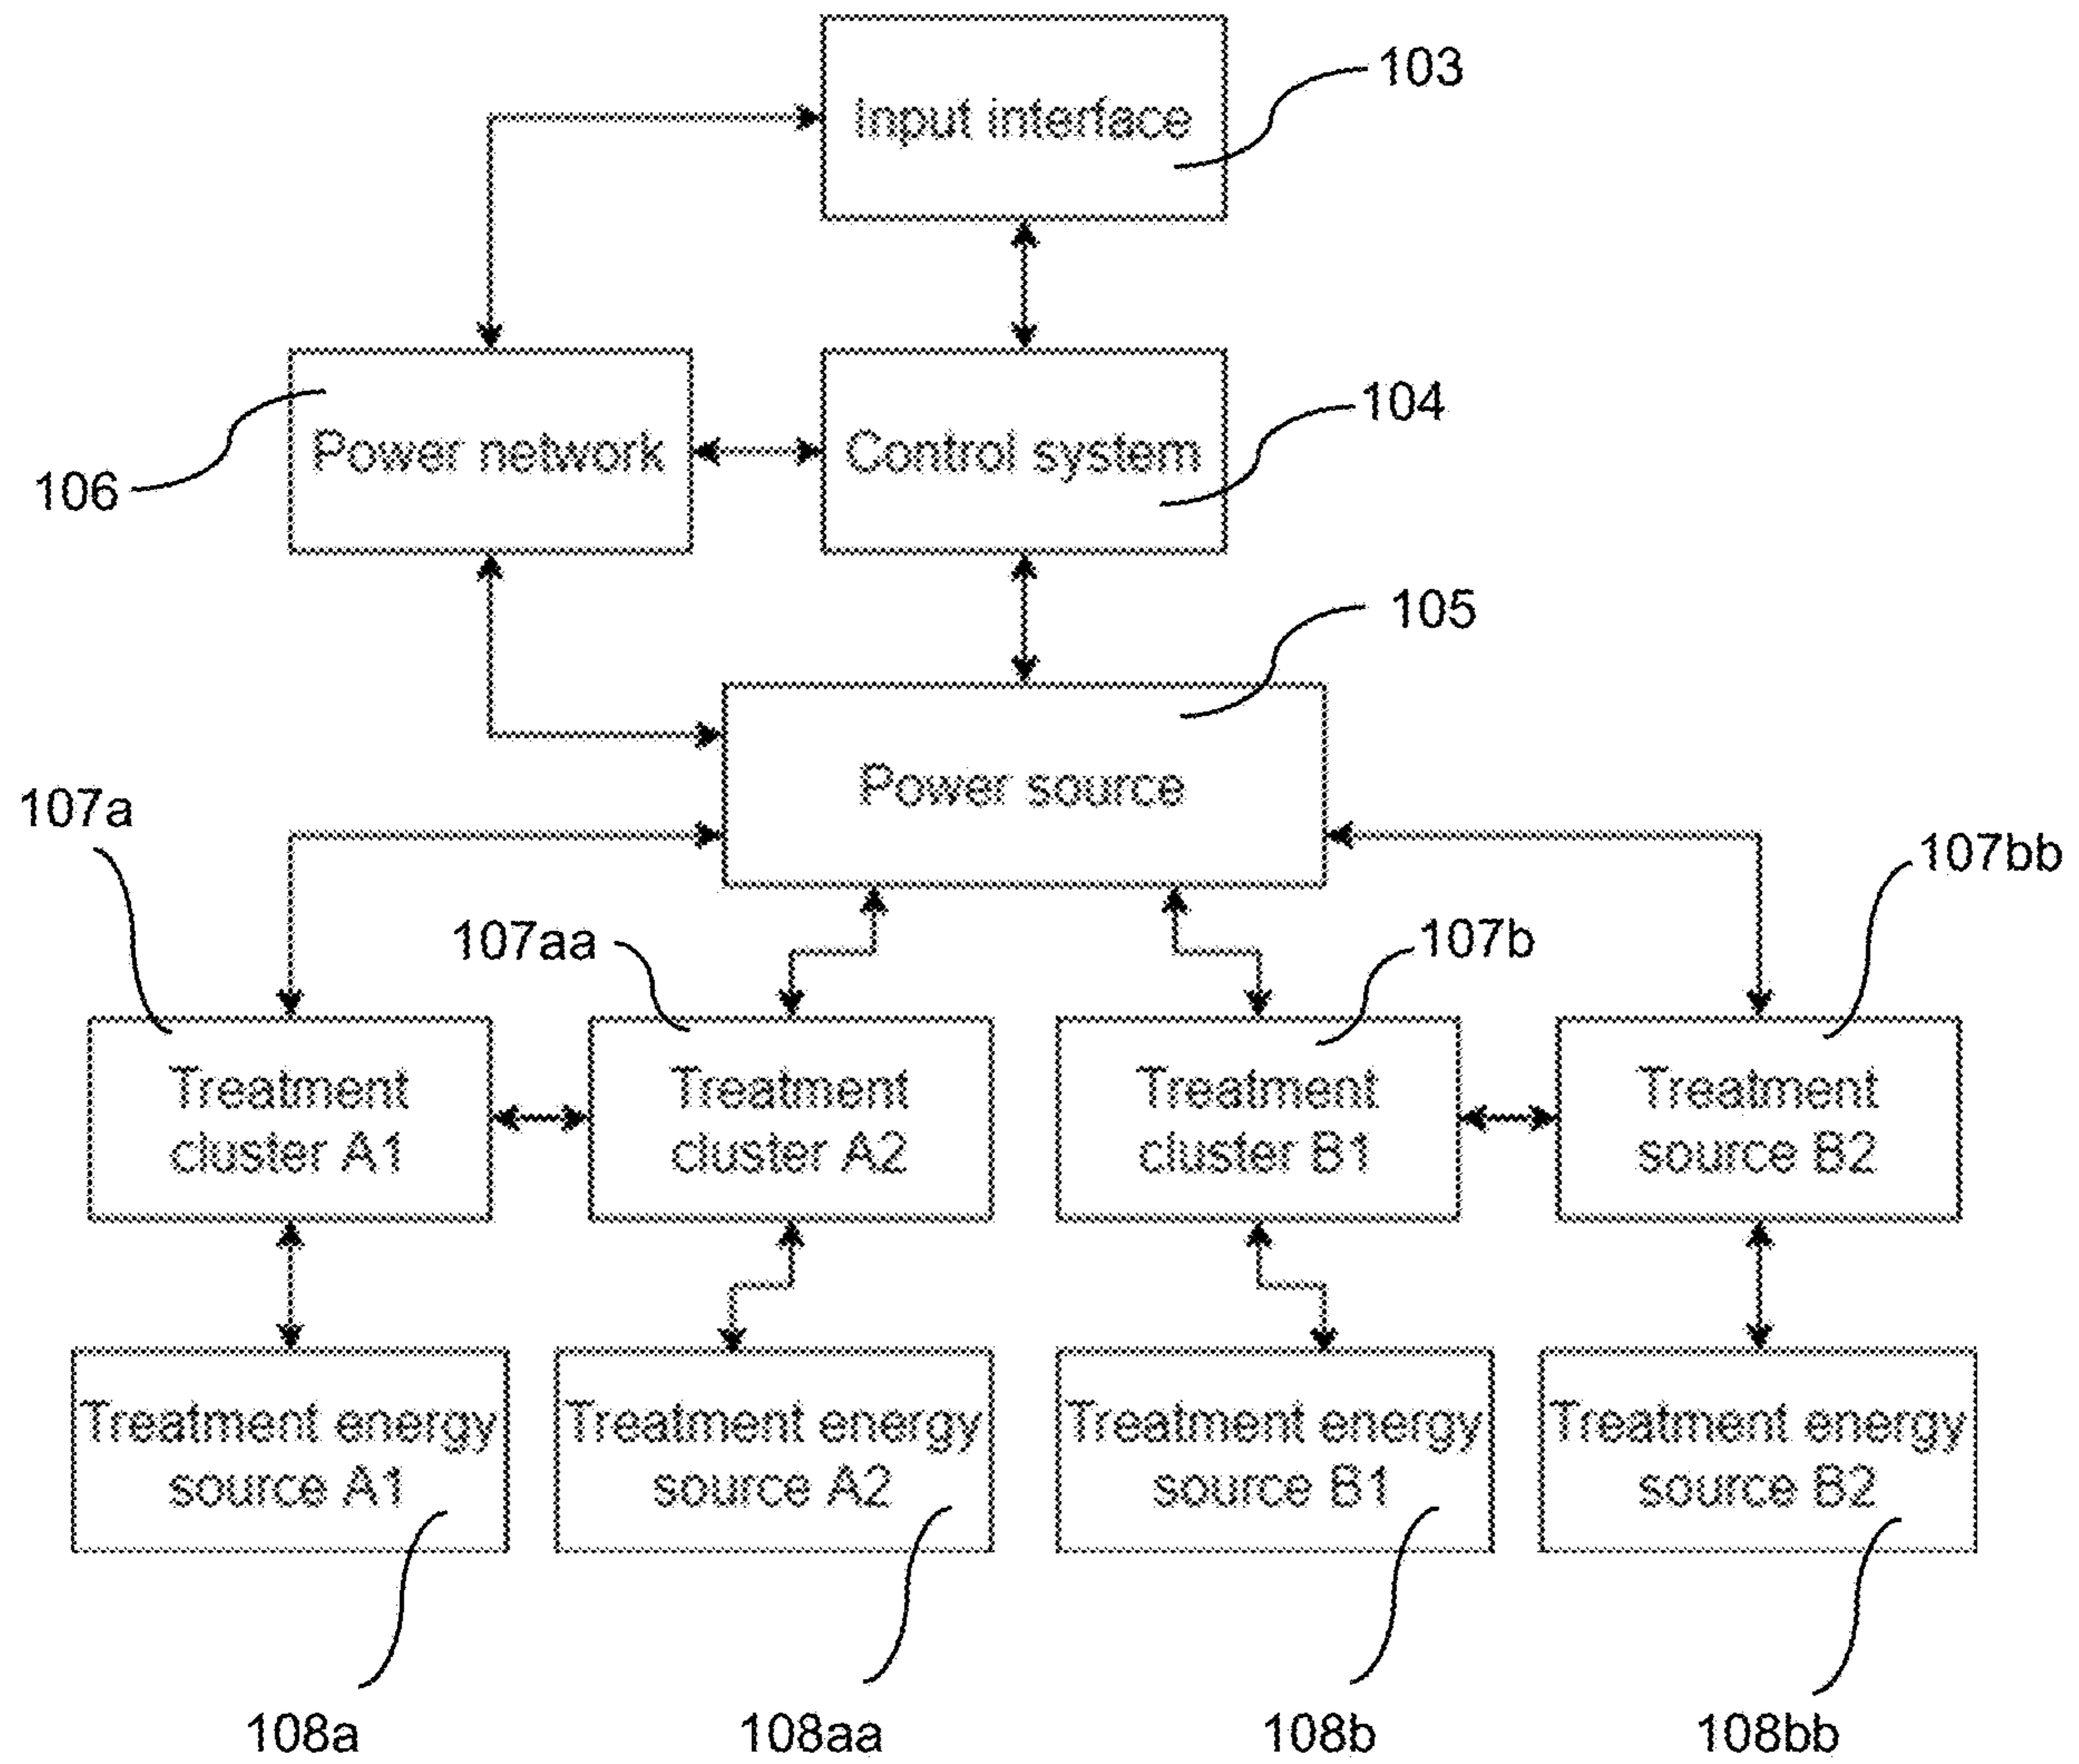 103
Input interface
104
Power network
Control system
106
105
Power source
107a
107bb
107aa
107b
Treatment
cluster A1
Treatment
cluster A2
Treatment
cluster B1
Treatment
source B2
Treatment energy
source A1
Treatment energy
source A2
Treatment energy
source B1
Treatment energy
source B2
108a
108aa
108b
108bb